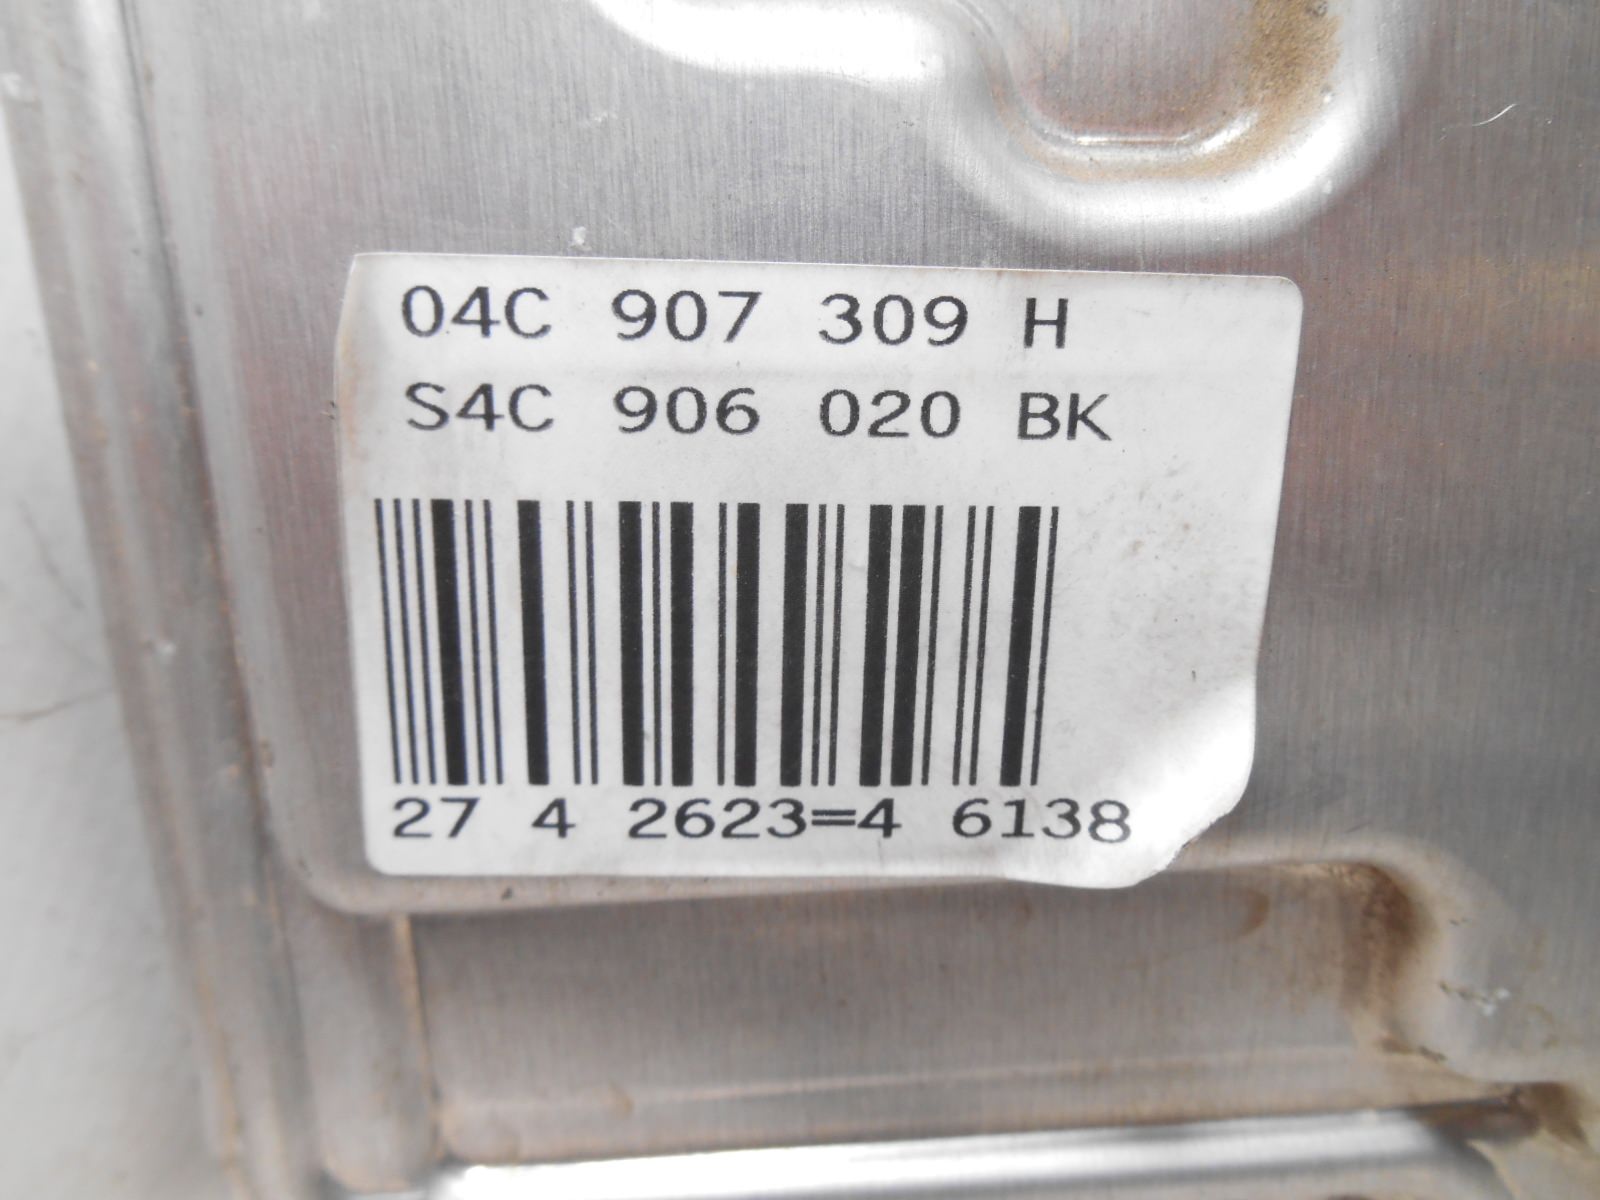 04C 907 309 H
S4C 906 020 BK
27 4 2623=4 6138